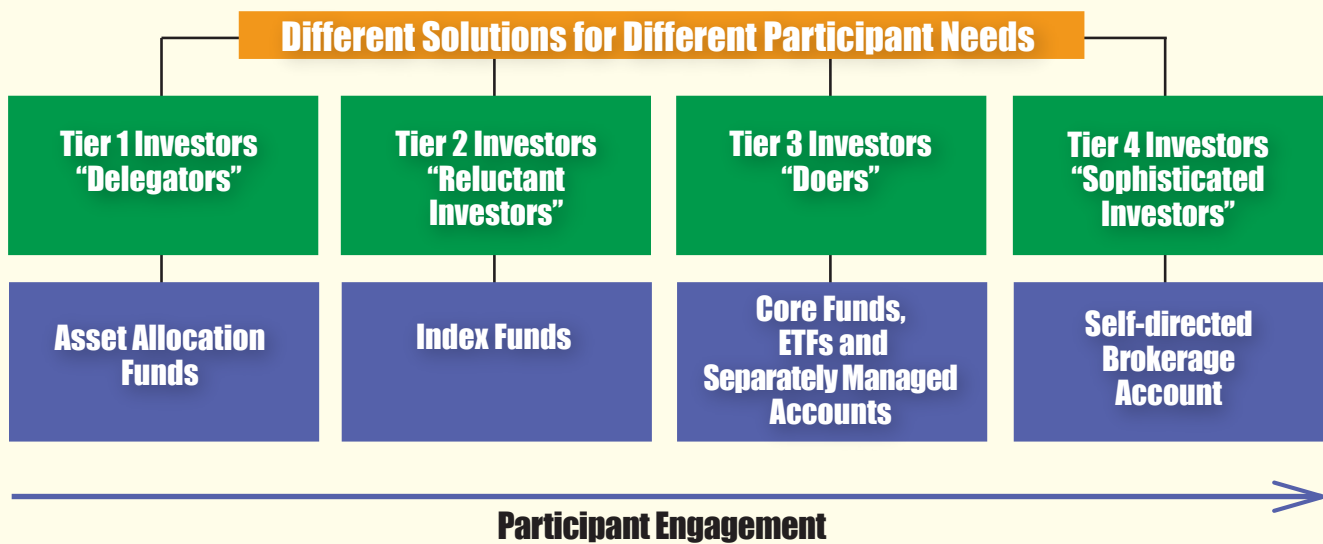 Different Solutions for Different Participant Needs
Tier 1 Investors
“Delegators”
Tier 2 Investors
“Reluctant
Investors”
Tier 3 Investors
“Doers”
Tier 4 Investors
“Sophisticated
Investors”
Asset Allocation
Funds
Index Funds
Core Funds,
ETFs and
Separately Managed
Accounts
Self-directed
Brokerage
Account
Participant Engagement